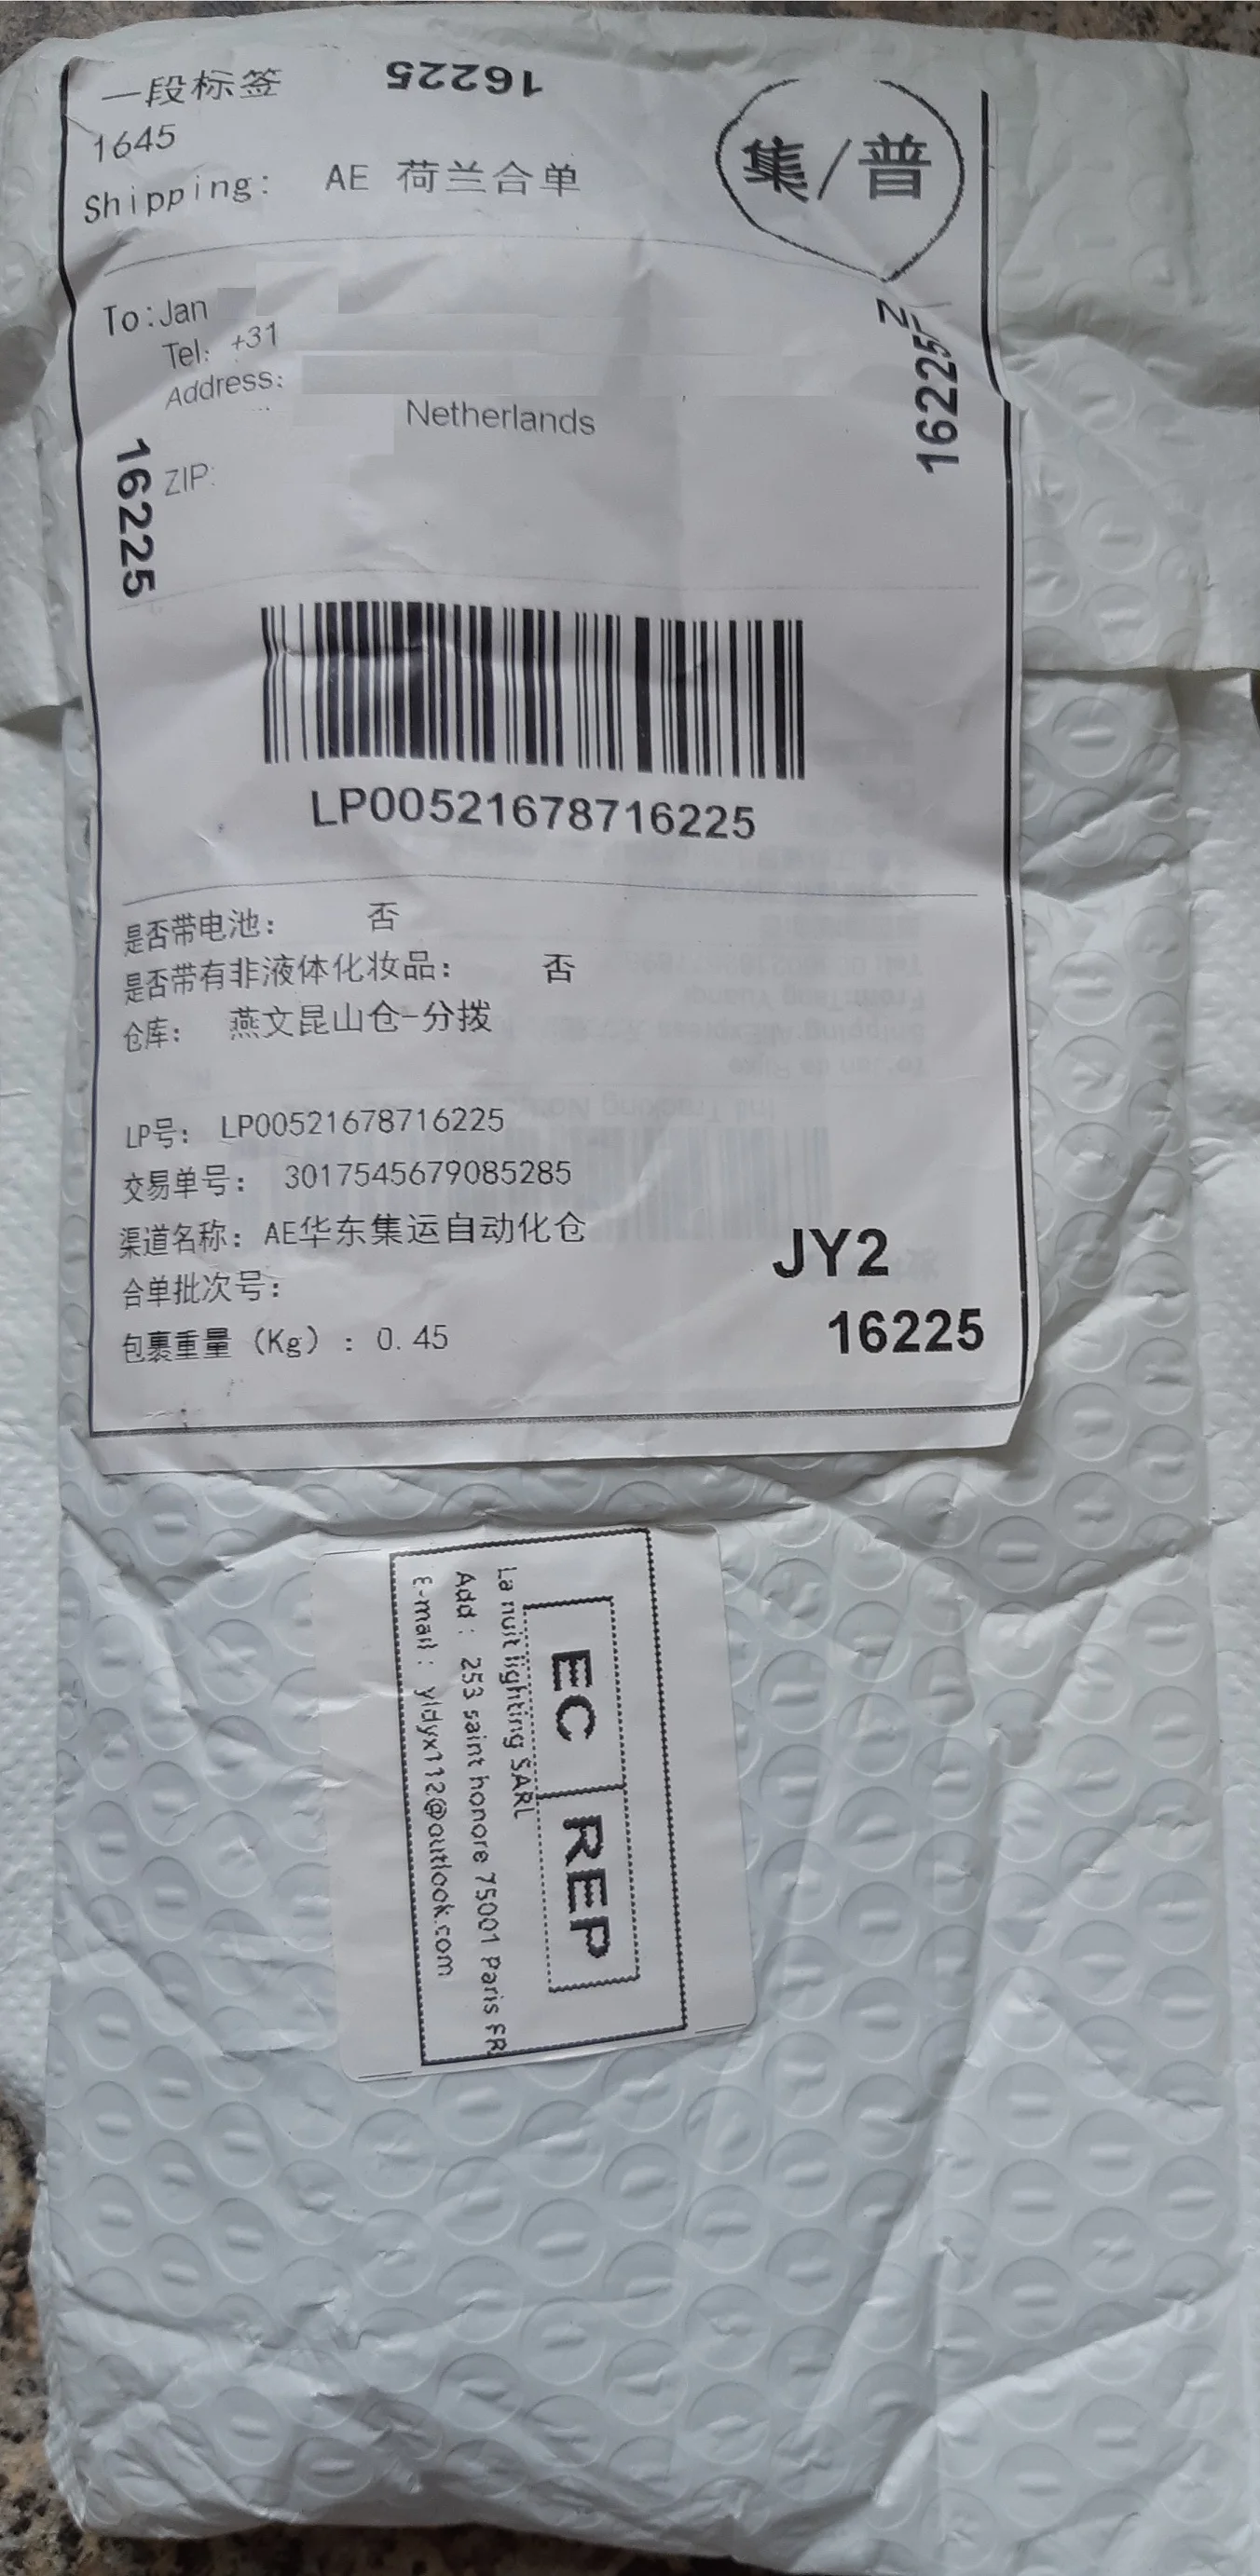 一段标签
16225
1645
Shipping: AE 荷兰合单
集/普
To:Jan
Tel: +31
Address:
Netherlands
ZIP:
16225
16225-Z
LP00521678716225
是否带电池: 否
是否带有非液体化妆品: 否
仓库: 燕文昆山仓-分拨
LP号: LP00521678716225
交易单号: 3017545679085285
渠道名称: AE华东集运自动化仓
合单批次号:
包裹重量 (Kg) : 0.45
JY2
16225
EC REP
La nuit lighting SARL
Add : 253 saint honore 75001 Paris FR
E-mail : yldyx112@outlook.com